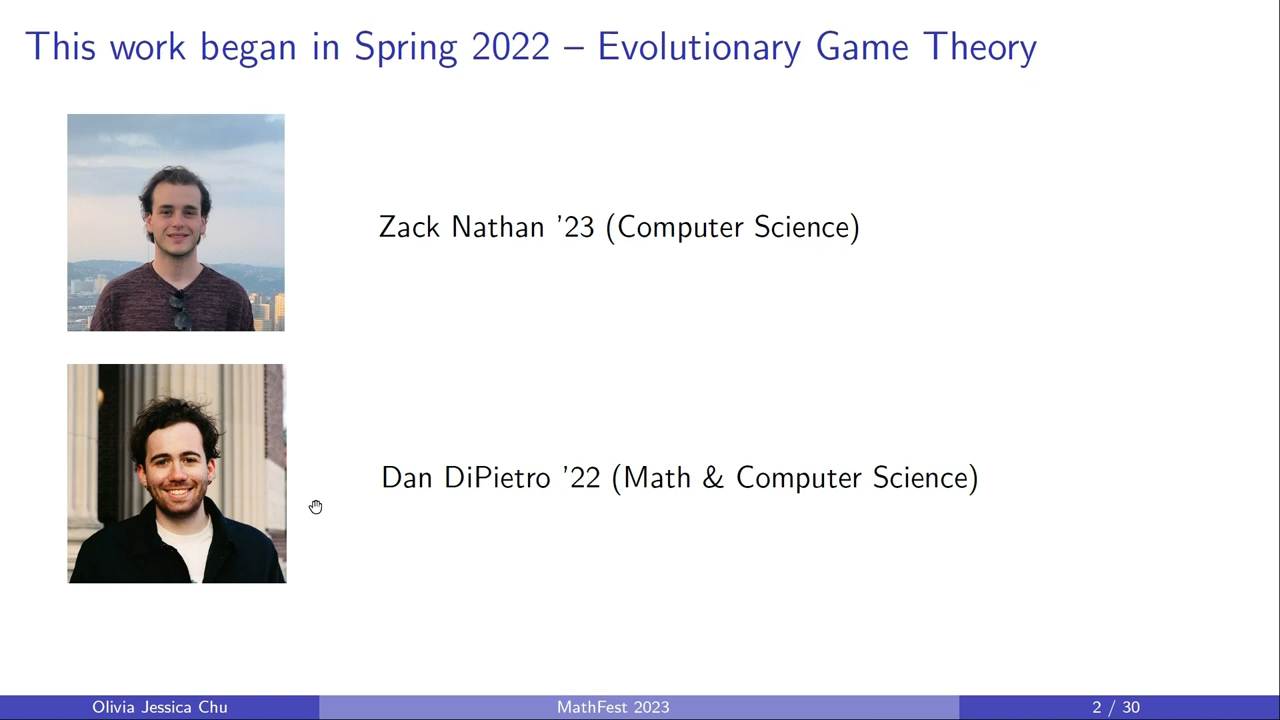 This work began in Spring 2022 – Evolutionary Game Theory
Zack Nathan ’23 (Computer Science)
Dan DiPietro ’22 (Math & Computer Science)
Olivia Jessica Chu
MathFest 2023
2 / 30